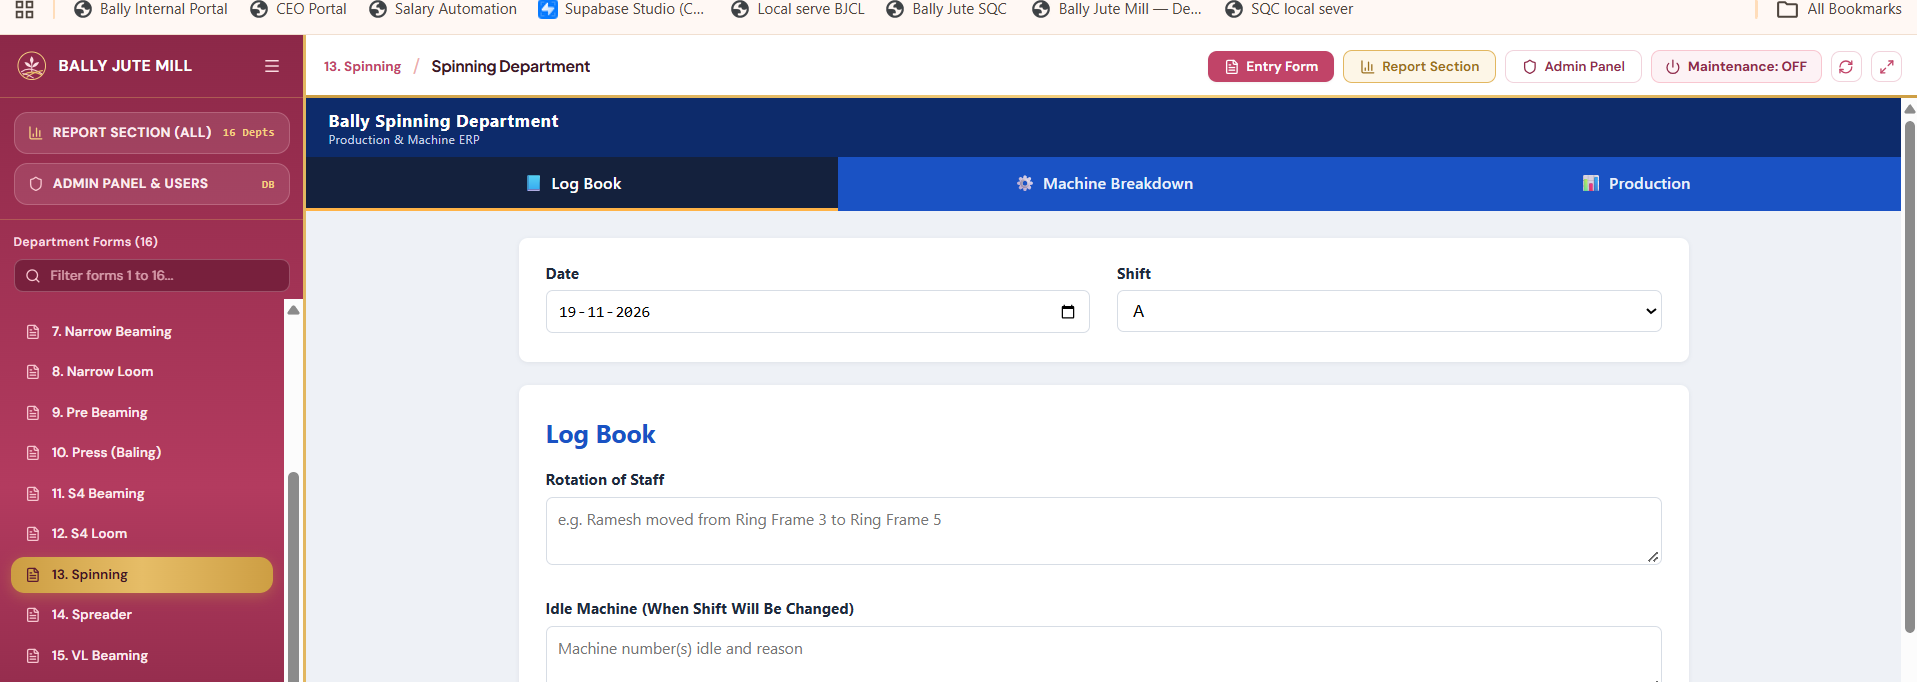 Bally Internal Portal
CEO Portal
Salary Automation
Supabase Studio (C...
Local serve BJCL
Bally Jute SQC
Bally Jute Mill — De...
SQC local sever
All Bookmarks
BALLY JUTE MILL
13. Spinning / Spinning Department
Entry Form
Report Section
Admin Panel
Maintenance: OFF
REPORT SECTION (ALL) 16 Depts
ADMIN PANEL & USERS DB
Department Forms (16)
Filter forms 1 to 16...
7. Narrow Beaming
8. Narrow Loom
9. Pre Beaming
10. Press (Baling)
11. S4 Beaming
12. S4 Loom
13. Spinning
14. Spreader
15. VL Beaming
Bally Spinning Department
Production & Machine ERP
Log Book
Machine Breakdown
Production
Date
19-11-2026
Shift
A
Log Book
Rotation of Staff
e.g. Ramesh moved from Ring Frame 3 to Ring Frame 5
Idle Machine (When Shift Will Be Changed)
Machine number(s) idle and reason